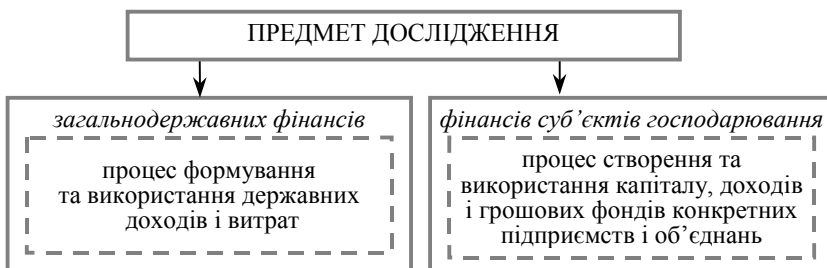 ПРЕДМЕТ ДОСЛІДЖЕННЯ
загальнодержавних фінансів
процес формування
та використання державних
доходів і витрат
фінансів суб’єктів господарювання
процес створення та
використання капіталу, доходів
і грошових фондів конкретних
підприємств і об’єднань